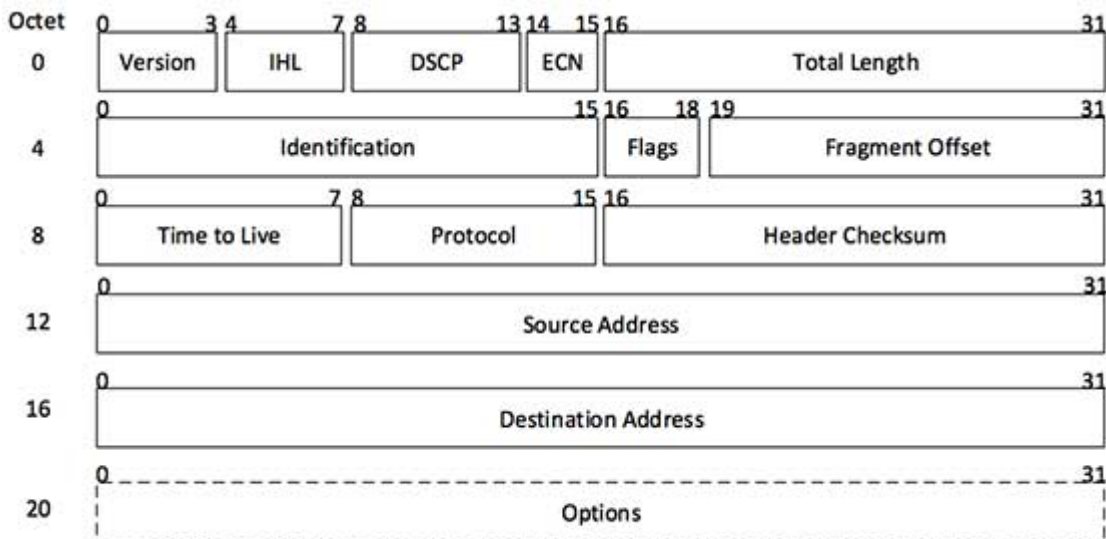 Octet 0 3 4 7 8 13 14 15 16 31
0 Version IHL DSCP ECN Total Length
0 15 16 18 19 31
4 Identification Flags Fragment Offset
0 7 8 15 16 31
8 Time to Live Protocol Header Checksum
0 31
12 Source Address
0 31
16 Destination Address
0 31
20 Options